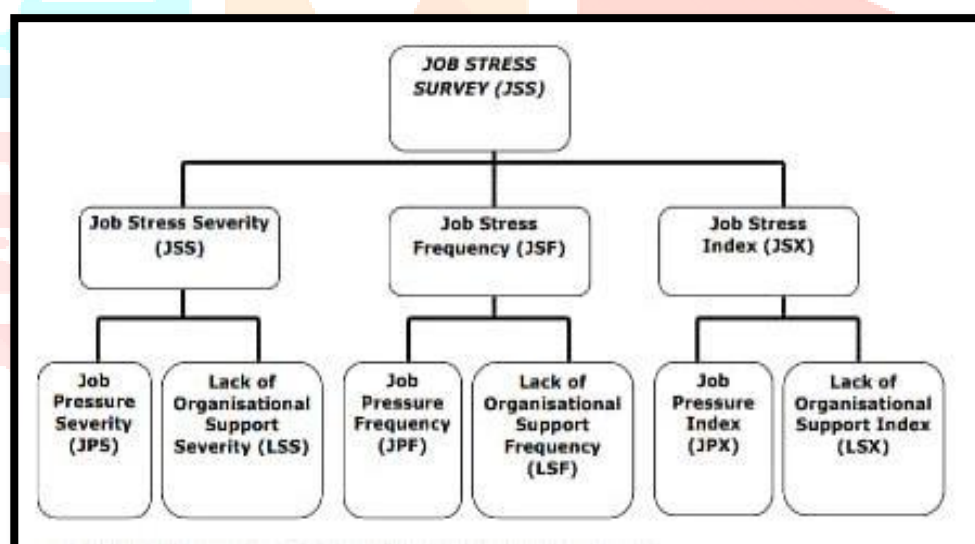 JOB STRESS
SURVEY (JSS)
Job Stress Severity
(JSS)
Job Stress
Frequency (JSF)
Job Stress
Index (JSX)
Job
Pressure
Severity
(JPS)
Lack of
Organisational
Support
Severity (LSS)
Job
Pressure
Frequency
(JPF)
Lack of
Organisational
Support
Frequency
(LSF)
Job
Pressure
Index
(JPX)
Lack of
Organisational
Support Index
(LSX)